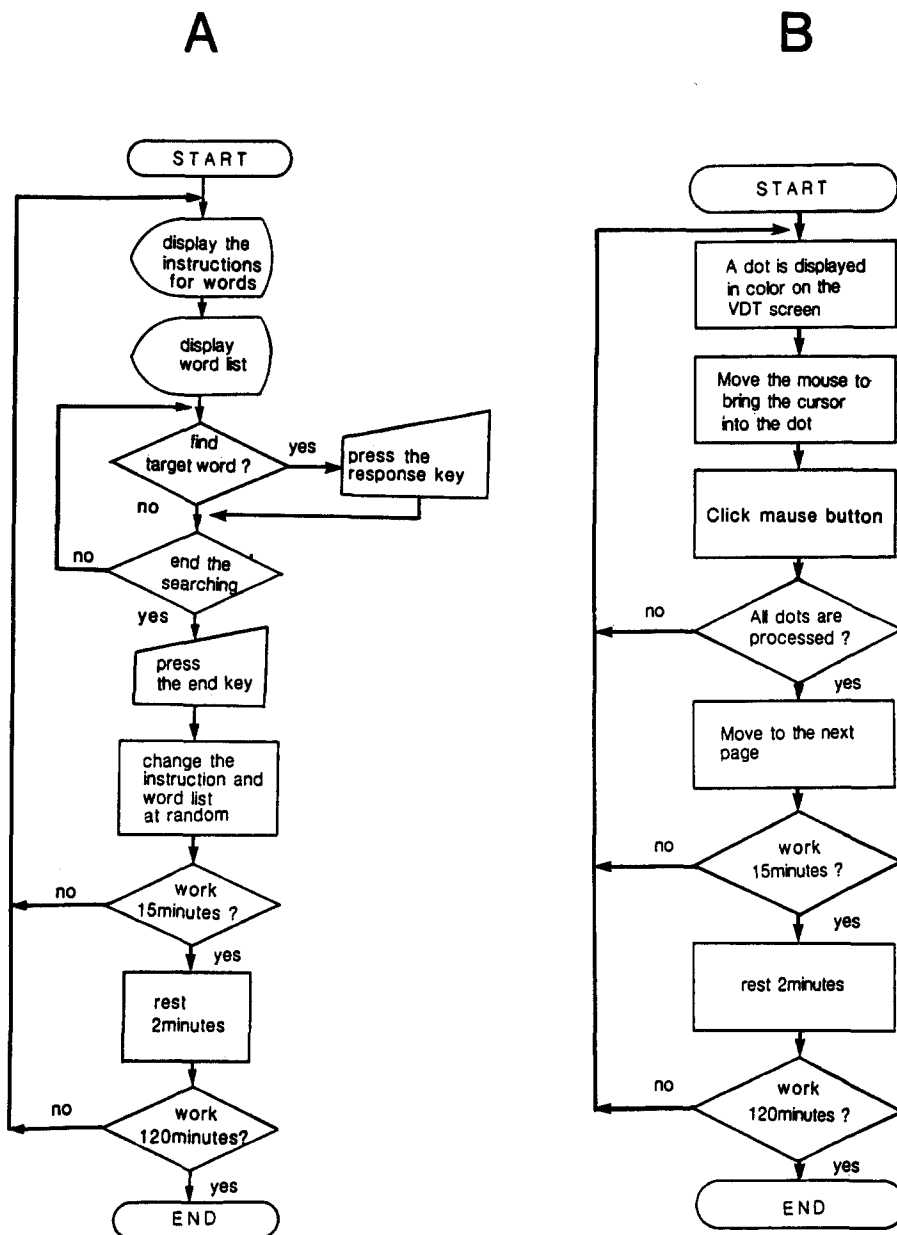 A
START
display the
instructions
for words
display
word list
find
target word ?
yes
press the
response key
no
end the
searching
no
yes
press
the end key
change the
instruction and
word list
at random
work
15minutes ?
no
yes
rest
2minutes
work
120minutes?
no
yes
END
B
START
A dot is displayed
in color on the
VDT screen
Move the mouse to
bring the cursor
into the dot
Click mause button
All dots are
processed ?
no
yes
Move to the next
page
work
15minutes ?
no
yes
rest 2minutes
work
120minutes ?
no
yes
END